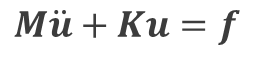 Mü + Ku = f